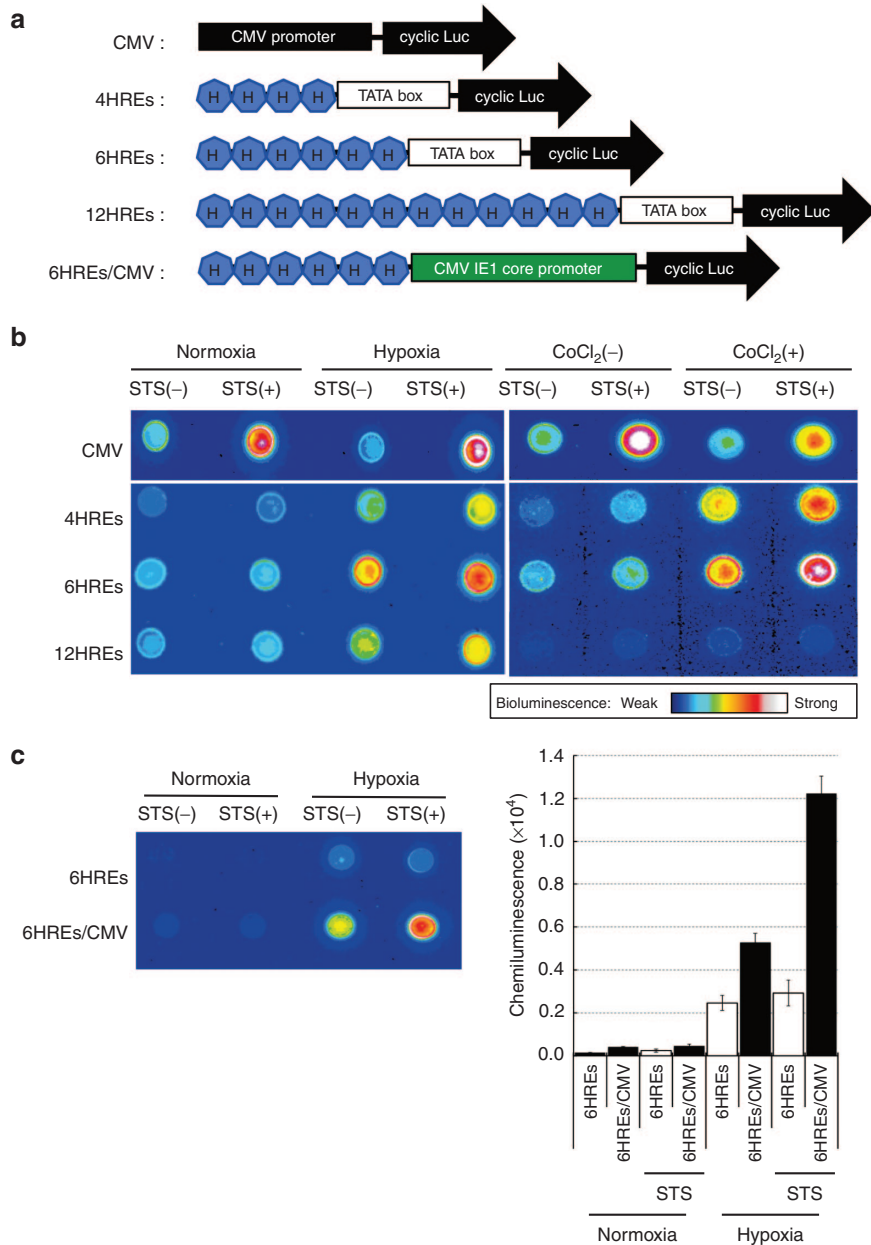 a
CMV :
CMV promoter
cyclic Luc
4HREs :
H H H H
TATA box
cyclic Luc
6HREs :
H H H H H H
TATA box
cyclic Luc
12HREs :
H H H H H H H H H H H H
TATA box
cyclic Luc
6HREs/CMV :
H H H H H H
CMV IE1 core promoter
cyclic Luc
b
Normoxia
Hypoxia
CoCl₂(−)
CoCl₂(+)
STS(−) STS(+) STS(−) STS(+) STS(−) STS(+) STS(−) STS(+)
CMV
4HREs
6HREs
12HREs
Bioluminescence: Weak Strong
c
Normoxia
Hypoxia
STS(−) STS(+) STS(−) STS(+)
6HREs
6HREs/CMV
Chemiluminescence (×10⁴)
1.4
1.2
1.0
0.8
0.6
0.4
0.2
0.0
6HREs
6HREs/CMV
6HREs
6HREs/CMV
6HREs
6HREs/CMV
6HREs
6HREs/CMV
STS
STS
Normoxia
Hypoxia